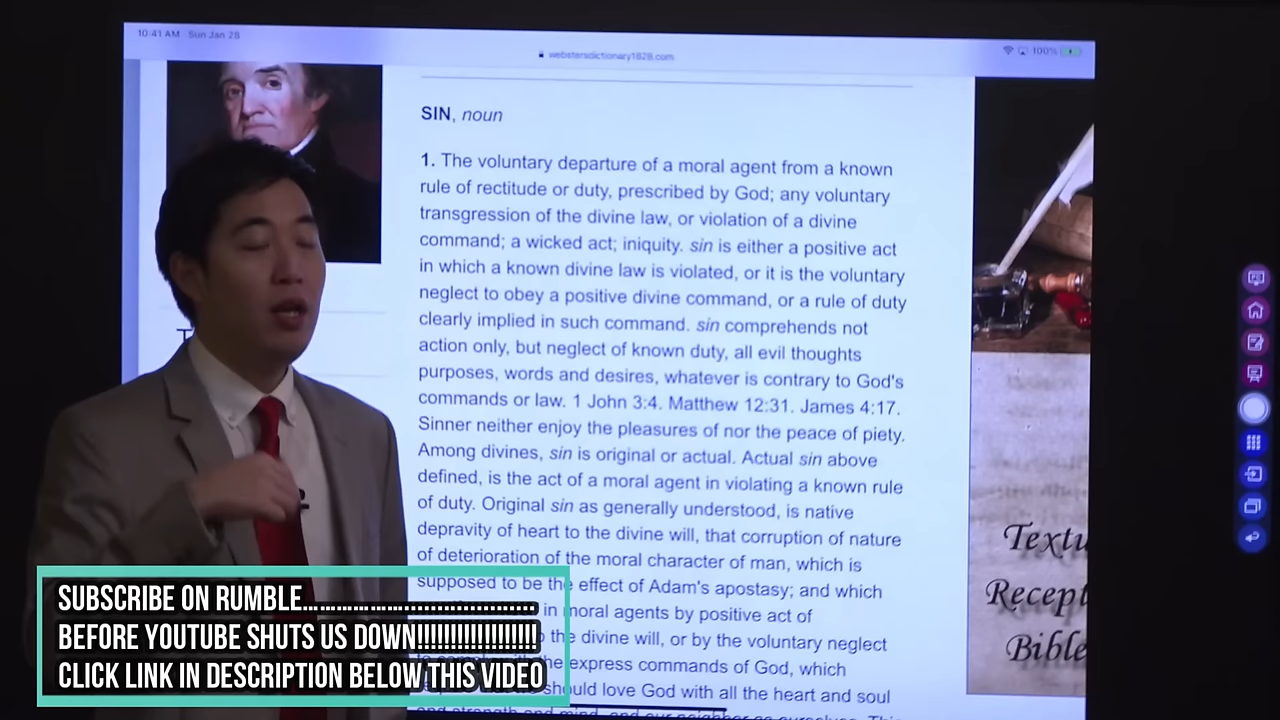 10:41 AM Sun Jan 28
webstersdictionary1828.com
100%
SIN, noun
1. The voluntary departure of a moral agent from a known
rule of rectitude or duty, prescribed by God; any voluntary
transgression of the divine law, or violation of a divine
command; a wicked act; iniquity. sin is either a positive act
in which a known divine law is violated, or it is the voluntary
neglect to obey a positive divine command, or a rule of duty
clearly implied in such command. sin comprehends not
action only, but neglect of known duty, all evil thoughts
purposes, words and desires, whatever is contrary to God's
commands or law. 1 John 3:4. Matthew 12:31. James 4:17.
Sinner neither enjoy the pleasures of nor the peace of piety.
Among divines, sin is original or actual. Actual sin above
defined, is the act of a moral agent in violating a known rule
of duty. Original sin as generally understood, is native
depravity of heart to the divine will, that corruption of nature
of deterioration of the moral character of man, which is
supposed to be the effect of Adam's apostasy; and which
in moral agents by positive act of
the divine will, or by the voluntary neglect
the express commands of God, which
should love God with all the heart and soul
and strength and mind, and our neighbor as ourselves. This
Textu
Recept
Bible
SUBSCRIBE ON RUMBLE.......................................
BEFORE YOUTUBE SHUTS US DOWN!!!!!!!!!!!!!!!!!!
CLICK LINK IN DESCRIPTION BELOW THIS VIDEO